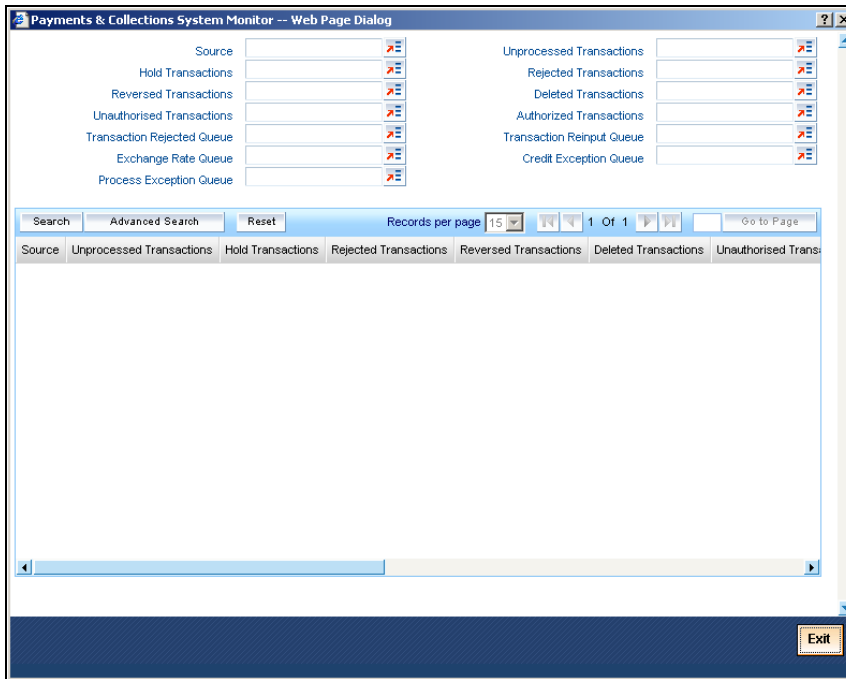 Payments & Collections System Monitor -- Web Page Dialog
Source
Unprocessed Transactions
Hold Transactions
Rejected Transactions
Reversed Transactions
Deleted Transactions
Unauthorised Transactions
Authorized Transactions
Transaction Rejected Queue
Transaction Reinput Queue
Exchange Rate Queue
Credit Exception Queue
Process Exception Queue
Search Advanced Search Reset Records per page 15 1 Of 1 Go to Page
Source Unprocessed Transactions Hold Transactions Rejected Transactions Reversed Transactions Deleted Transactions Unauthorised Transa
Exit